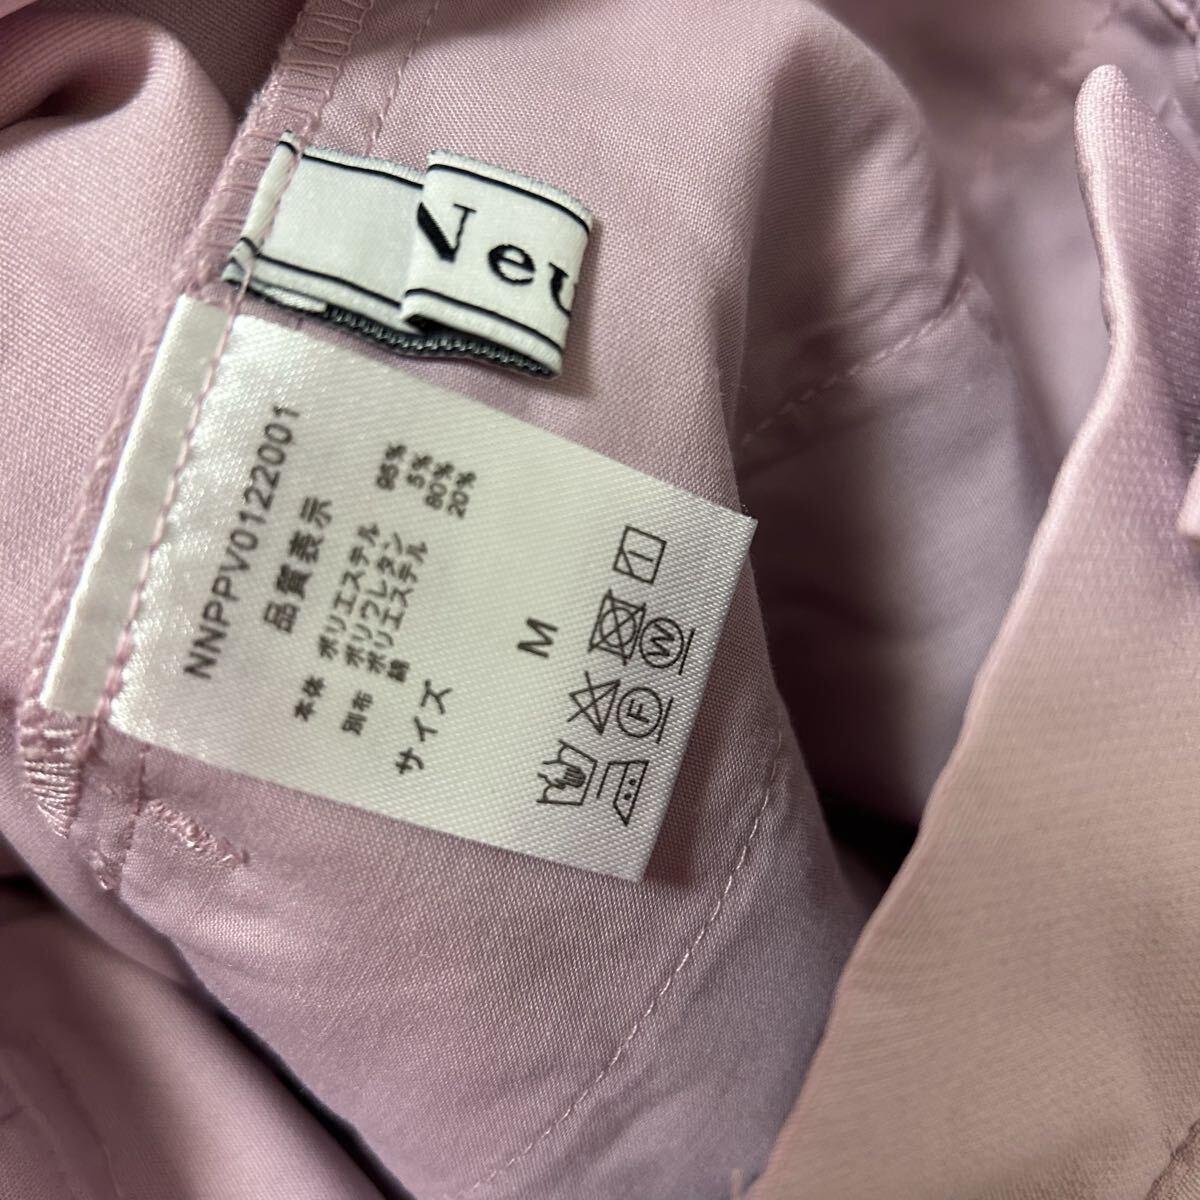 Neu
NNPPV01222001
品質表示
本体 ポリエステル 95%
ポリウレタン 5%
別布 ポリエステル 80%
綿 20%
サイズ M
W
F